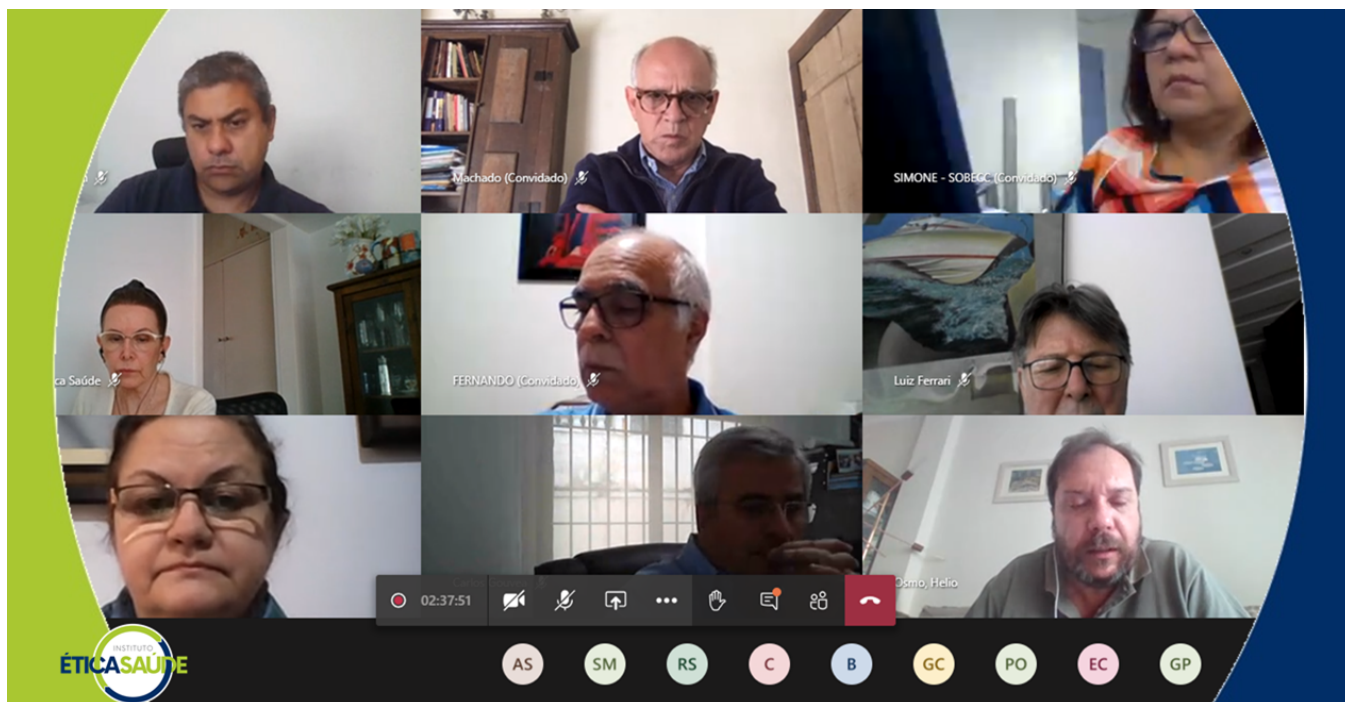 Machado (Convidado)
SIMONE - SOBECC (Convidado)
ca Saúde
FERNANDO (Convidado)
Luiz Ferrari
Osmo, Helio
02:37:51
INSTITUTO
ÉTICASAÚDE
AS
SM
RS
C
B
GC
PO
EC
GP